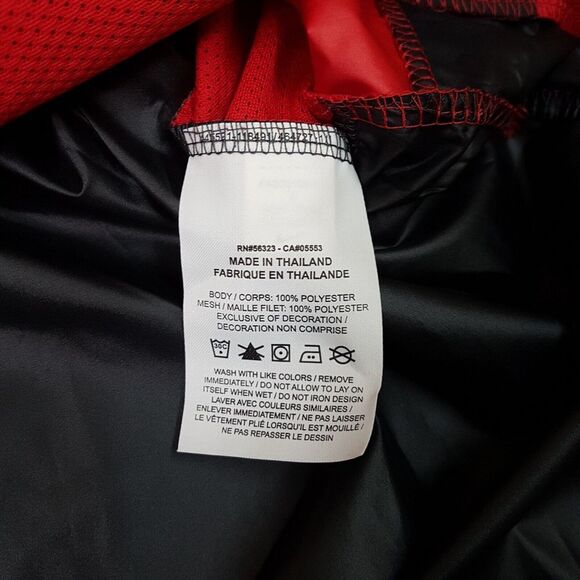 RN#56323 - CA#05553
MADE IN THAILAND
FABRIQUE EN THAILANDE
BODY / CORPS: 100% POLYESTER
MESH / MAILLE FILET: 100% POLYESTER
EXCLUSIVE OF DECORATION /
DECORATION NON COMPRISE
30C
WASH WITH LIKE COLORS / REMOVE
IMMEDIATELY / DO NOT ALLOW TO LAY ON
ITSELF WHEN WET / DO NOT IRON DESIGN
LAVER AVEC COULEURS SIMILAIRES /
ENLEVER IMMEDIATEMENT / NE PAS LAISSER
LE VÊTEMENT PLIÉ LORSQU'IL EST MOUILLÉ /
NE PAS REPASSER LE DESSIN